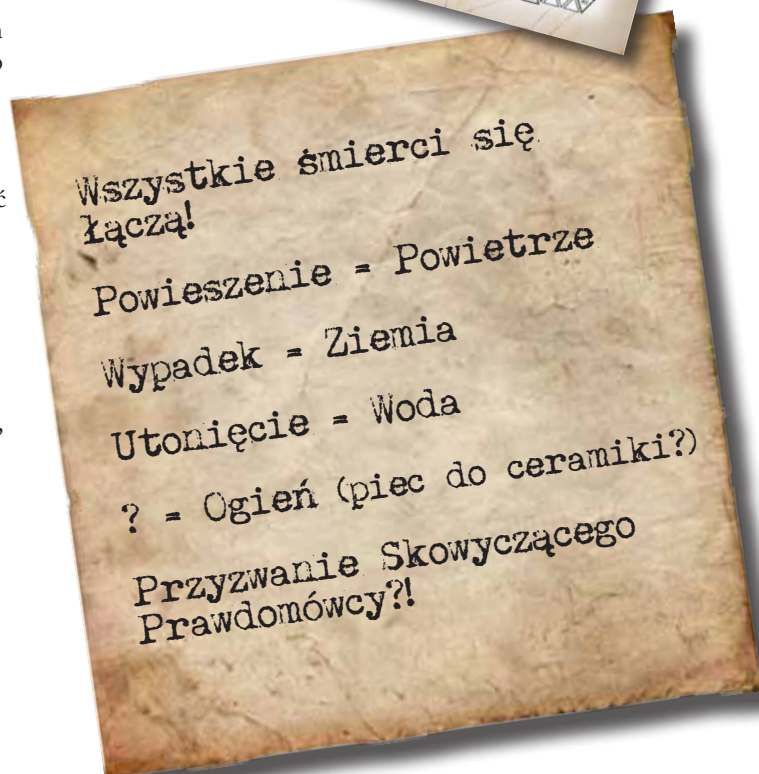 Wszystkie śmierci się
łączą!
Powieszenie = Powietrze
Wypadek = Ziemia
Utonięcie = Woda
? = Ogień (piec do ceramiki?)
Przyzwanie Skowyczącego
Prawdomówcy?!